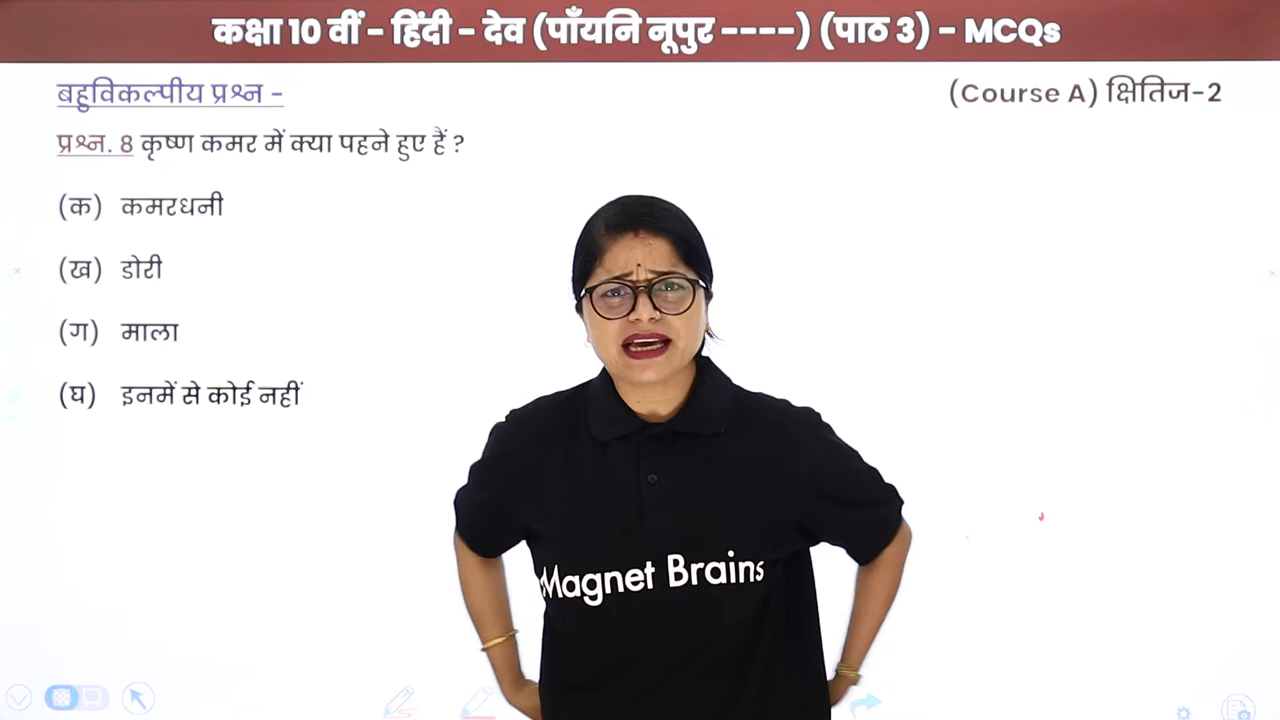 कक्षा 10 वीं - हिंदी - देव (पाँयनि नूपुर ----) (पाठ 3) - MCQs
बहुविकल्पीय प्रश्न -
(Course A) क्षितिज-2
प्रश्न. 8 कृष्ण कमर में क्या पहने हुए हैं ?
(क) कमरधनी
(ख) डोरी
(ग) माला
(घ) इनमें से कोई नहीं
Magnet Brains